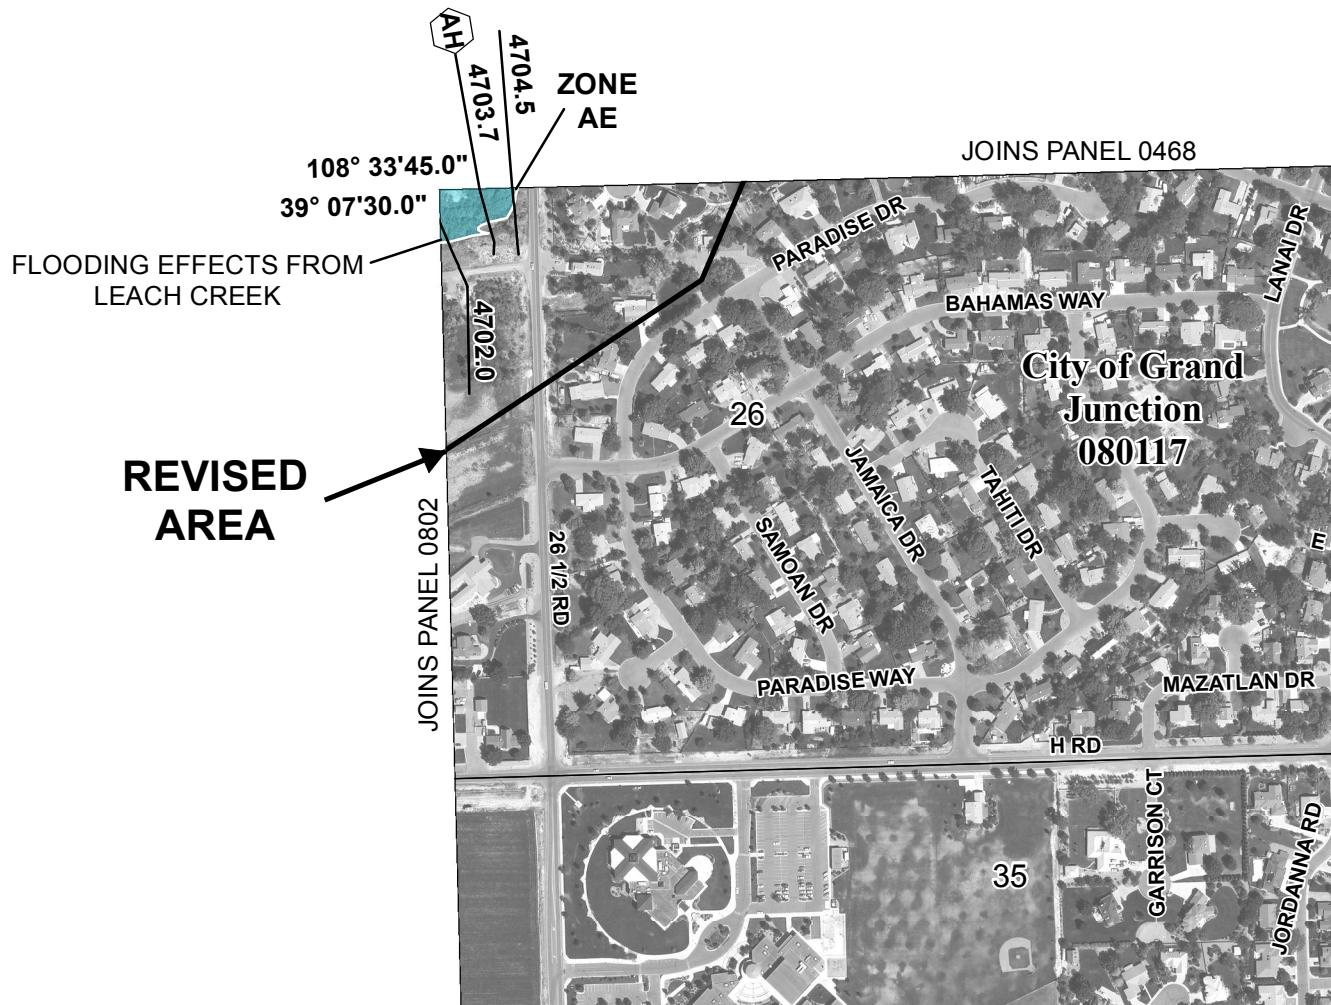 AH
4703.7
4704.5
ZONE
AE
108° 33'45.0"
39° 07'30.0"
JOINS PANEL 0468
FLOODING EFFECTS FROM
LEACH CREEK
4702.0
PARADISE DR
LANAI DR
BAHAMAS WAY
City of Grand
Junction
080117
26
REVISED
AREA
JOINS PANEL 0802
26 1/2 RD
JAMAICA DR
TAHITI DR
SAMOAN DR
E
PARADISE WAY
MAZATLAN DR
H RD
35
GARRISON CT
JORDANNA RD